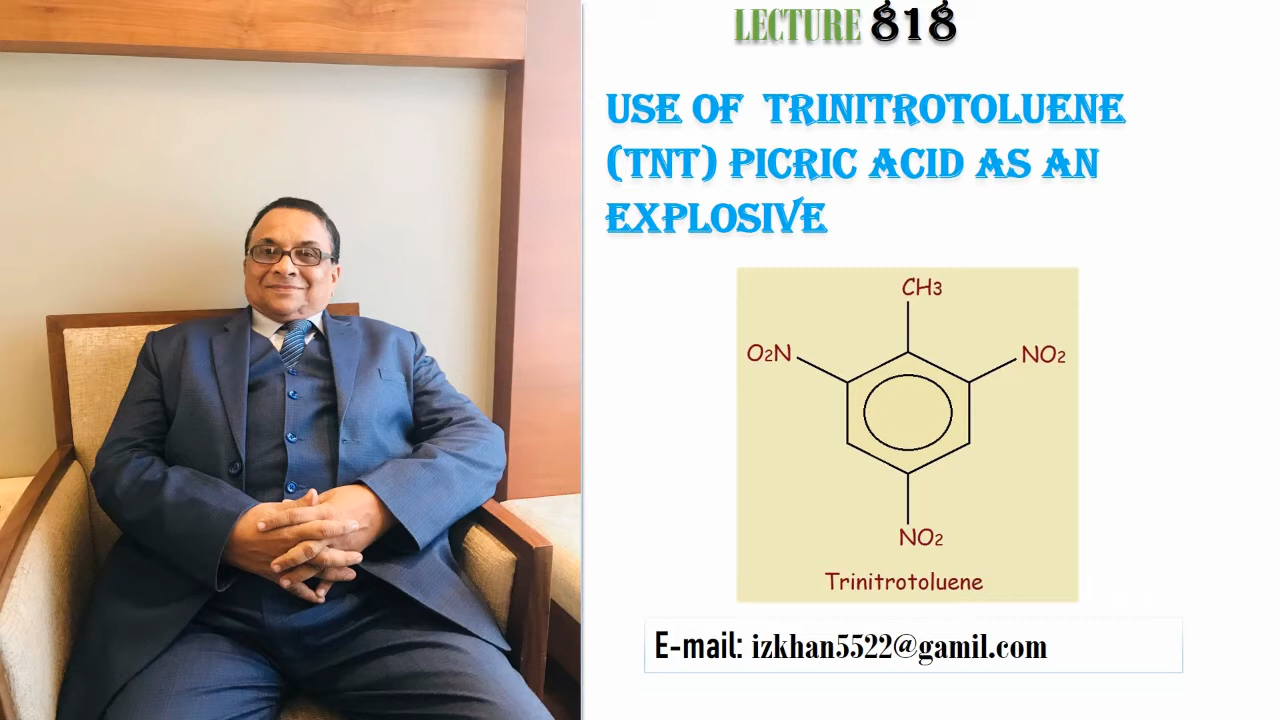 LECTURE 818
USE OF TRINITROTOLUENE
(TNT) PICRIC ACID AS AN
EXPLOSIVE
CH3
O2N
NO2
NO2
Trinitrotoluene
E-mail: izkhan5522@gamil.com